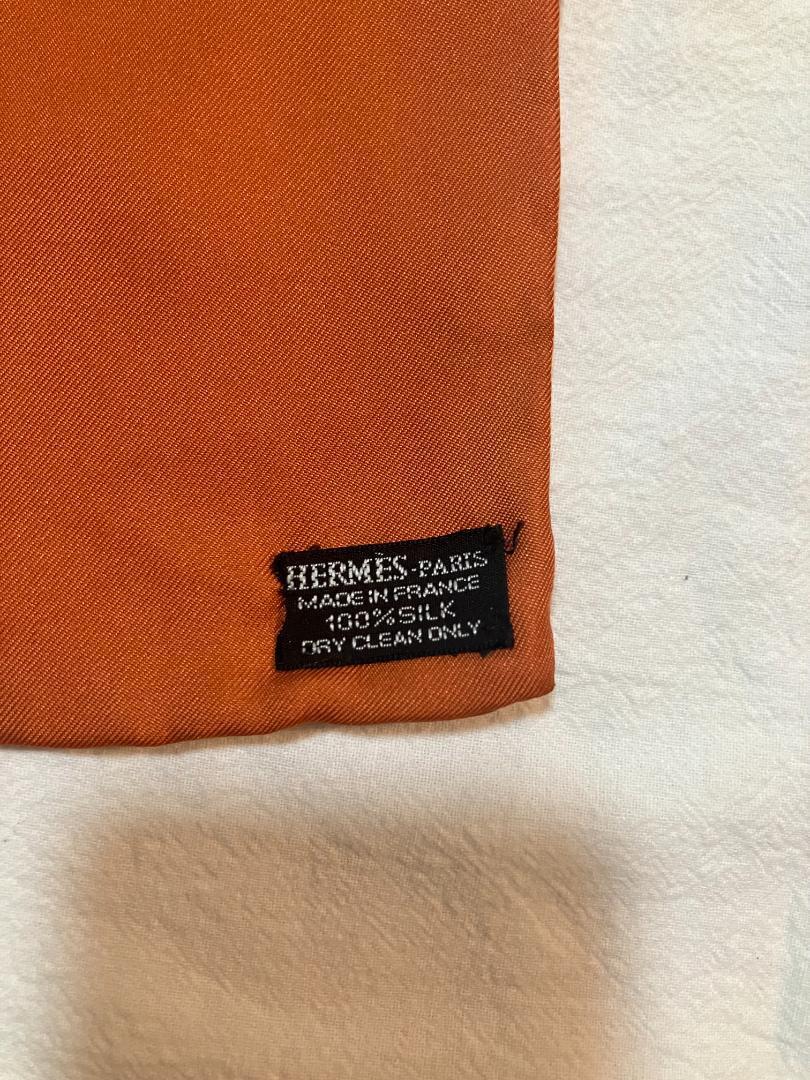 HERMÈS-PARIS
MADE IN FRANCE
100% SILK
DRY CLEAN ONLY